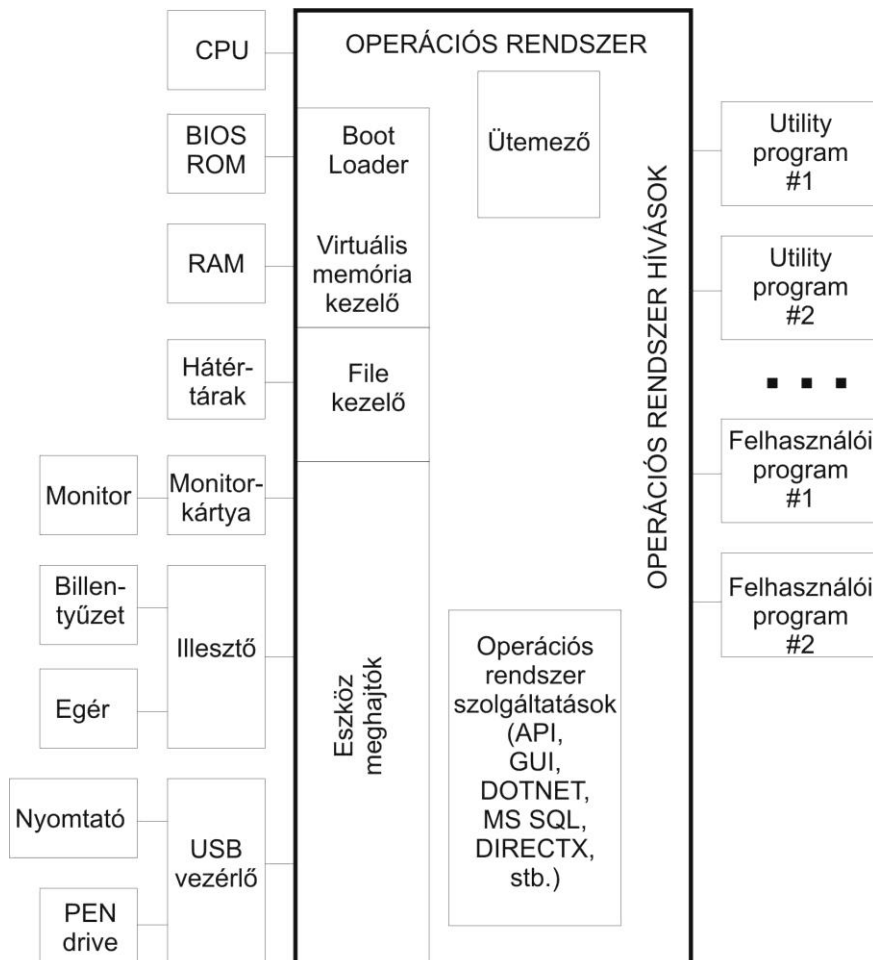 OPERÁCIÓS RENDSZER
CPU
BIOS
ROM
RAM
Hátér-
tárak
Monitor
Monitor-
kártya
Billen-
tyűzet
Egér
Illesztő
Nyomtató
PEN
drive
USB
vezérlő
Boot
Loader
Virtuális
memória
kezelő
File
kezelő
Eszköz
meghajtók
Ütemező
Operációs
rendszer
szolgáltatások
(API,
GUI,
DOTNET,
MS SQL,
DIRECTX,
stb.)
OPERÁCIÓS RENDSZER HÍVÁSOK
Utility
program
#1
Utility
program
#2
Felhasználói
program
#1
Felhasználói
program
#2